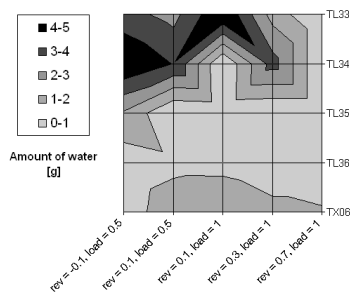 4-5
3-4
2-3
1-2
0-1
Amount of water
[g]
TL33
TL34
TL35
TL36
TX06
rev = -0.1, load = 0.5
rev = 0.1, load = 0.5
rev = 0.1, load = 1
rev = 0.3, load = 1
rev = 0.7, load = 1